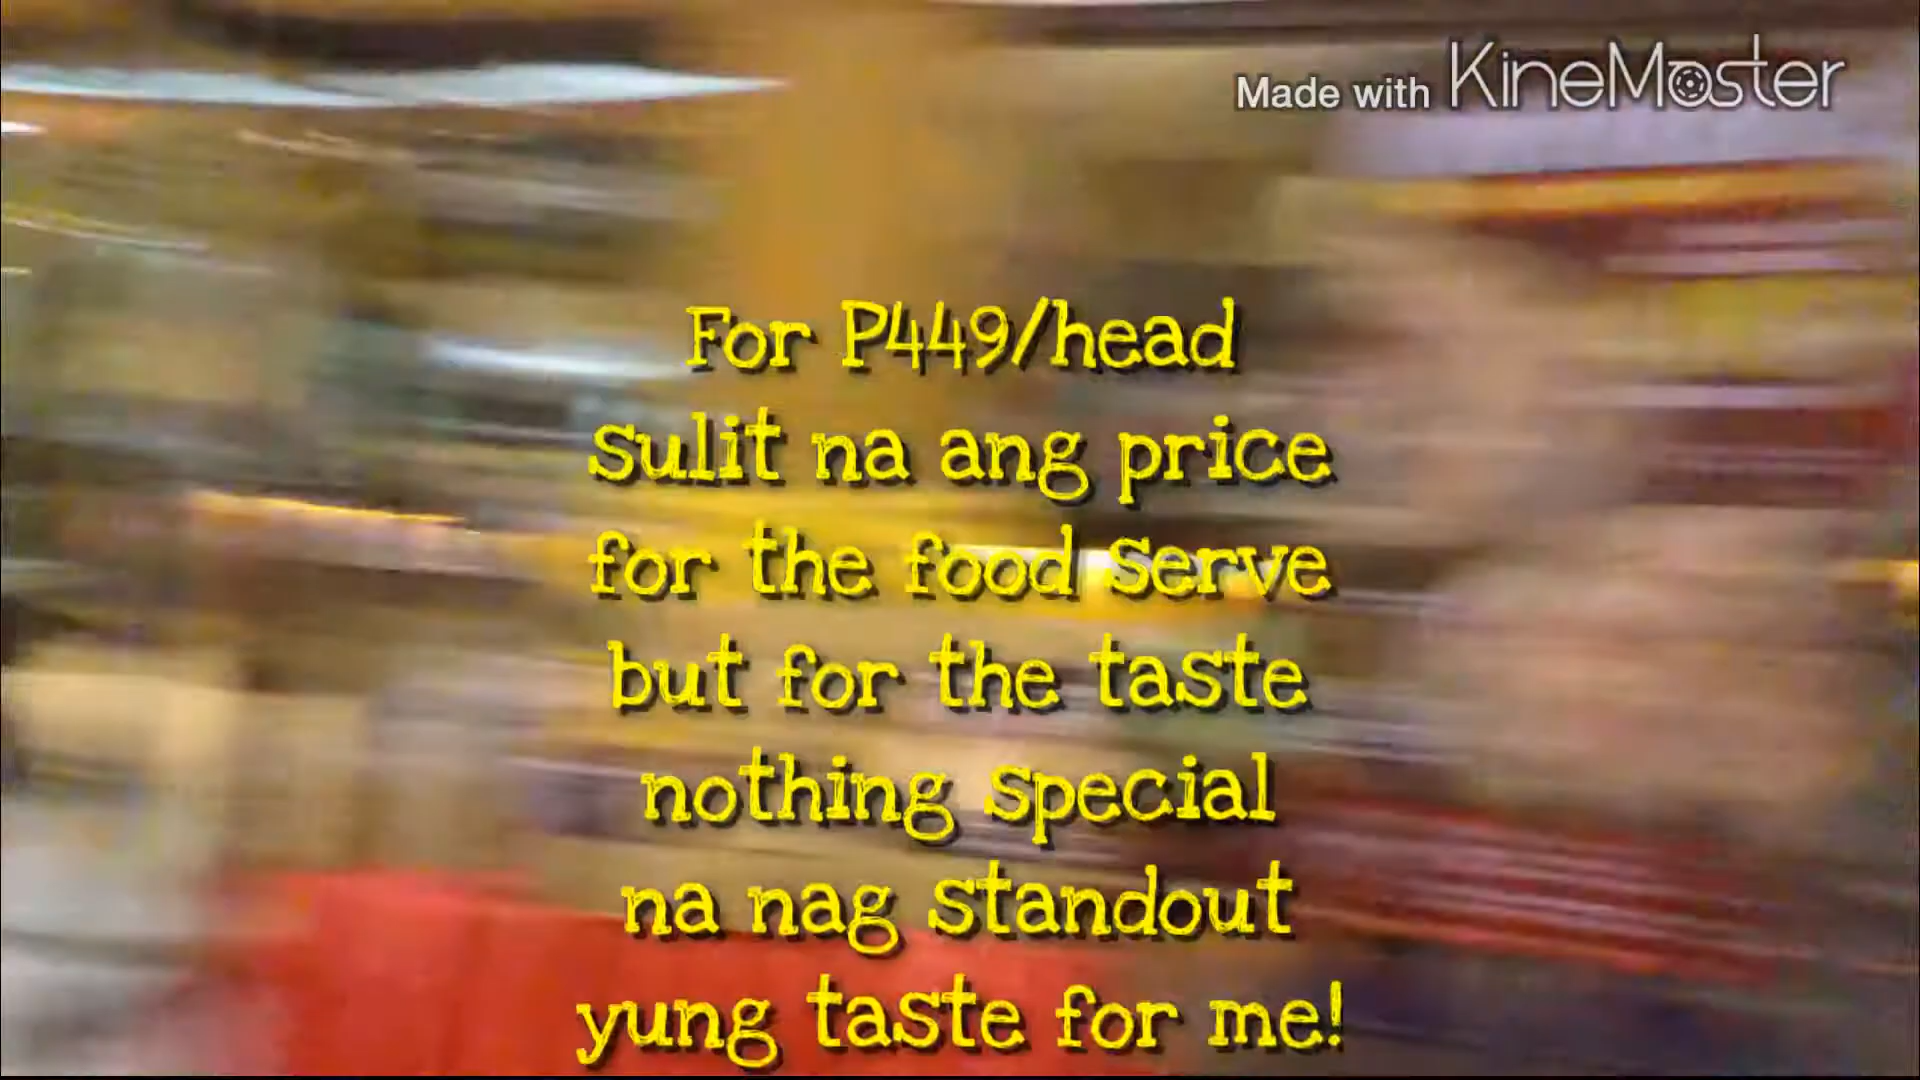 Made with KineMaster
For P449/head
sulit na ang price
for the food serve
but for the taste
nothing special
na nag standout
yung taste for me!